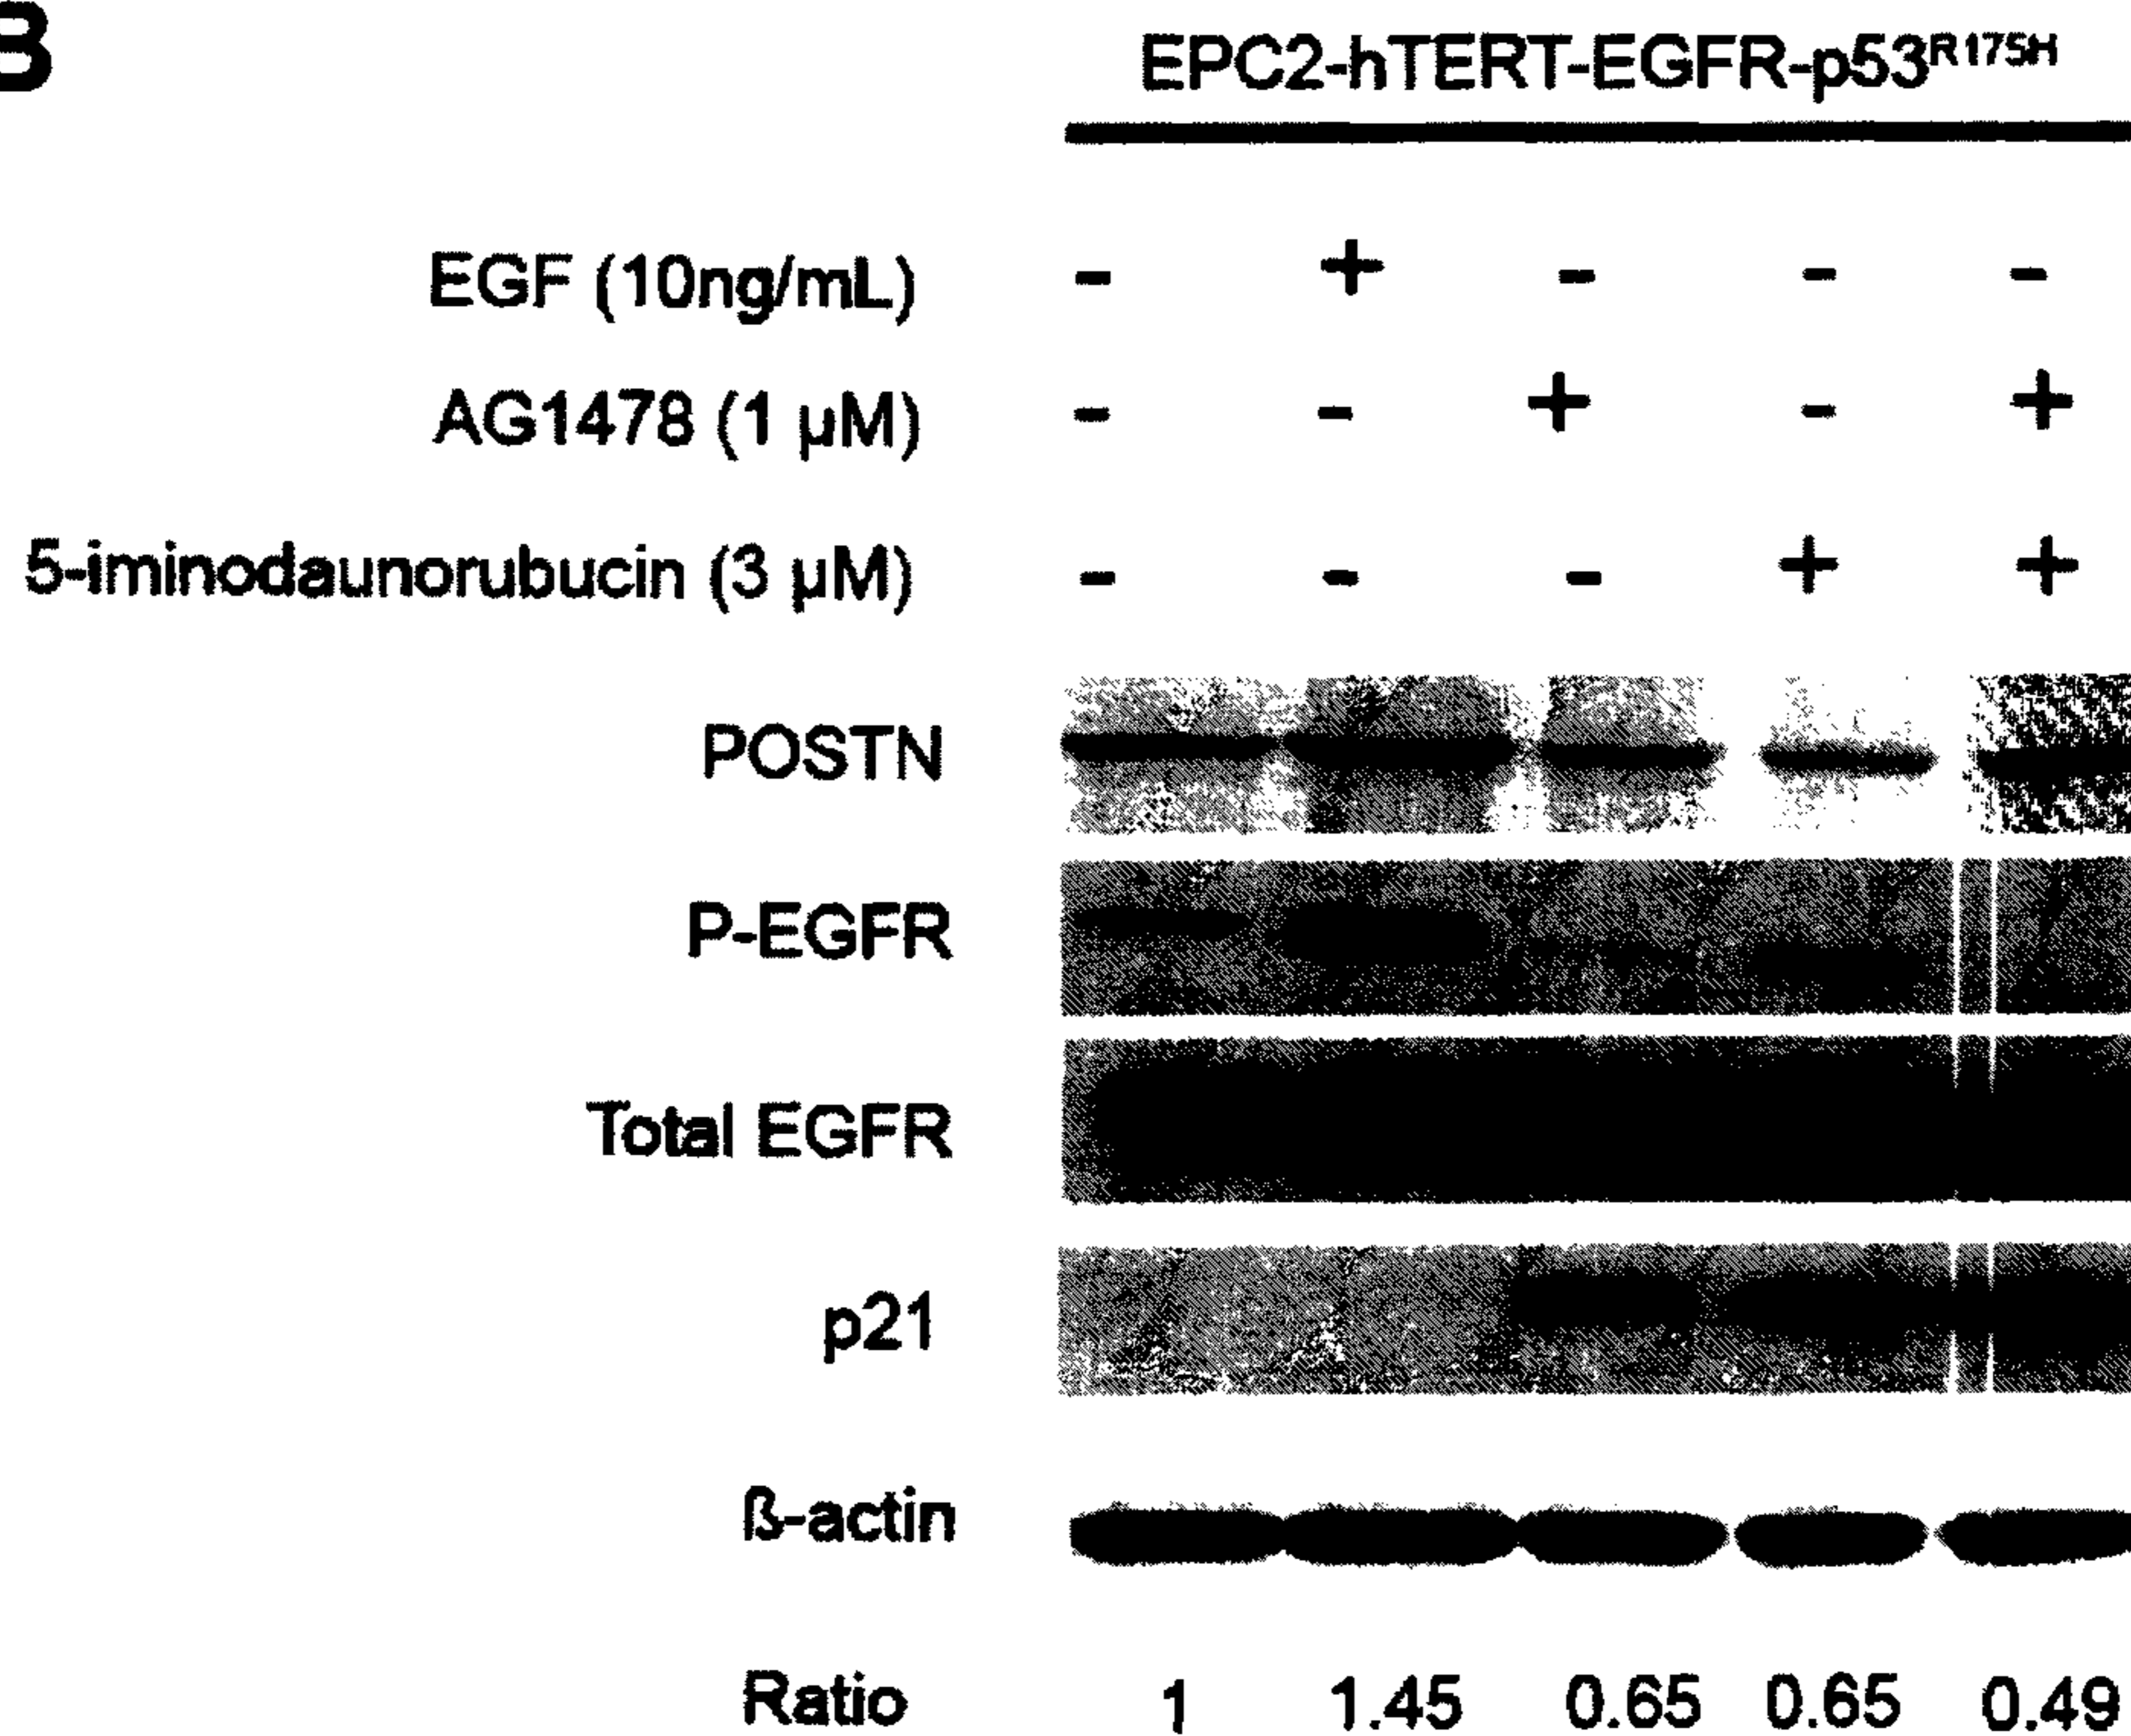 B
EPC2-hTERT-EGFR-p53R175H
EGF (10ng/mL) - + - - -
AG1478 (1 µM) - - + - +
5-iminodaunorubucin (3 µM) - - - + +
POSTN
P-EGFR
Total EGFR
p21
ß-actin
Ratio 1 1.45 0.65 0.65 0.49